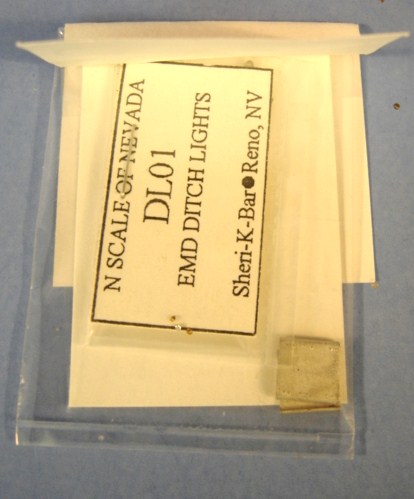 N SCALE OF NEVADA
DL01
EMD DITCH LIGHTS
Sheri-K-Bar●Reno, NV